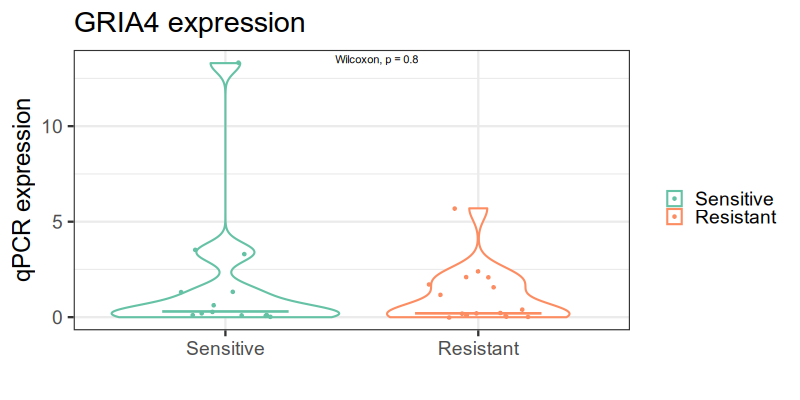 GRIA4 expression
Wilcoxon, p = 0.8
qPCR expression
10
5
0
Sensitive
Resistant
Sensitive
Resistant